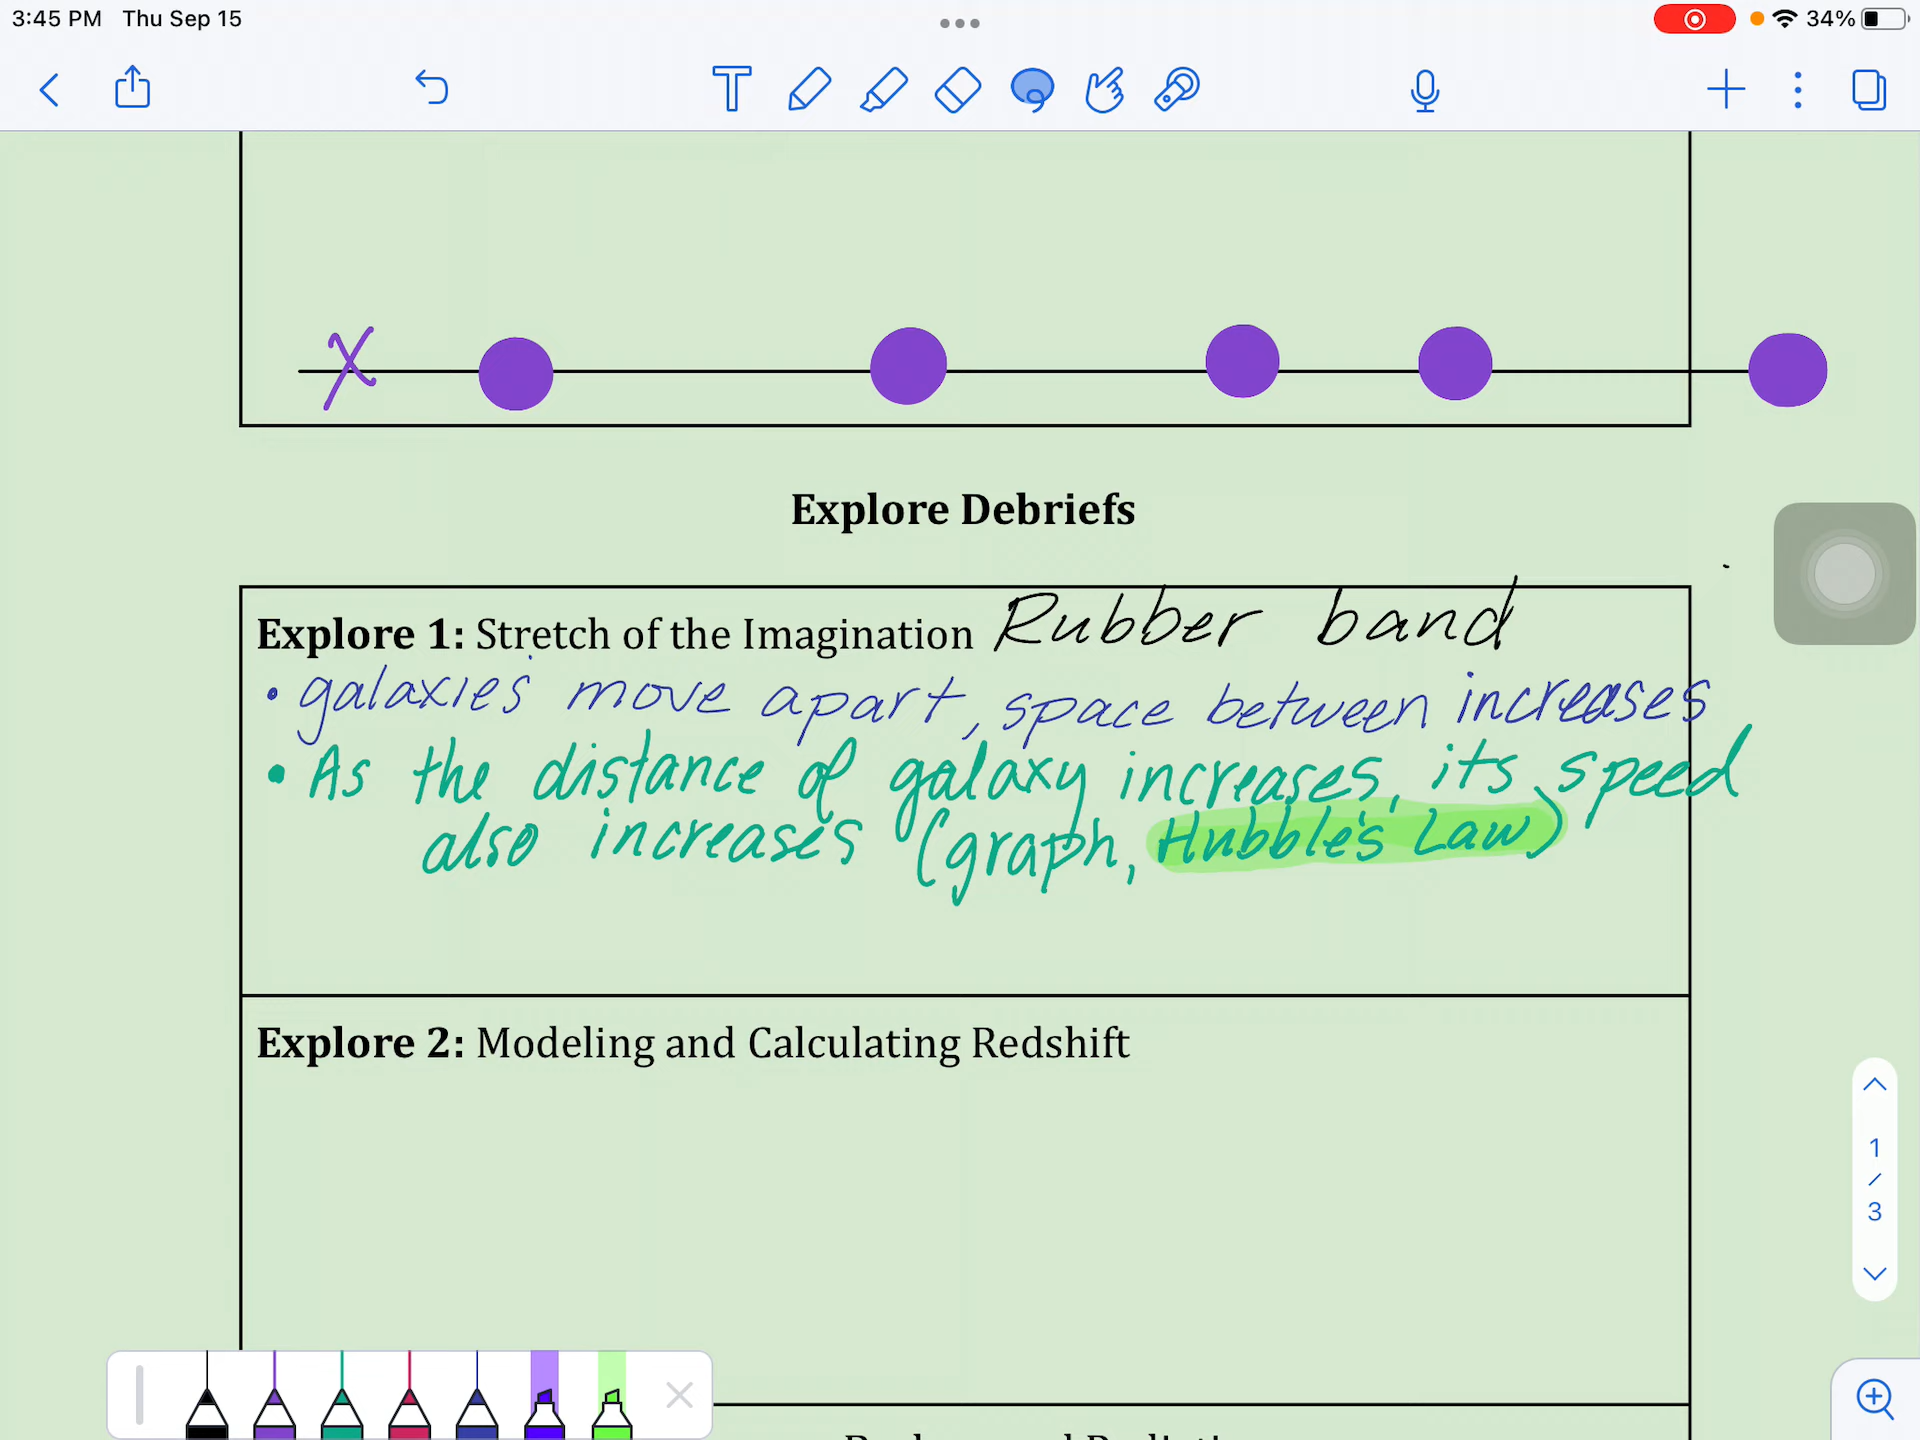 3:45 PM Thu Sep 15
34%
T
X
Explore Debriefs
Explore 1: Stretch of the Imagination Rubber band
• galaxies move apart, space between increases
• As the distance of galaxy increases, its speed
also increases (graph, Hubble's Law)
Explore 2: Modeling and Calculating Redshift
1
/
3